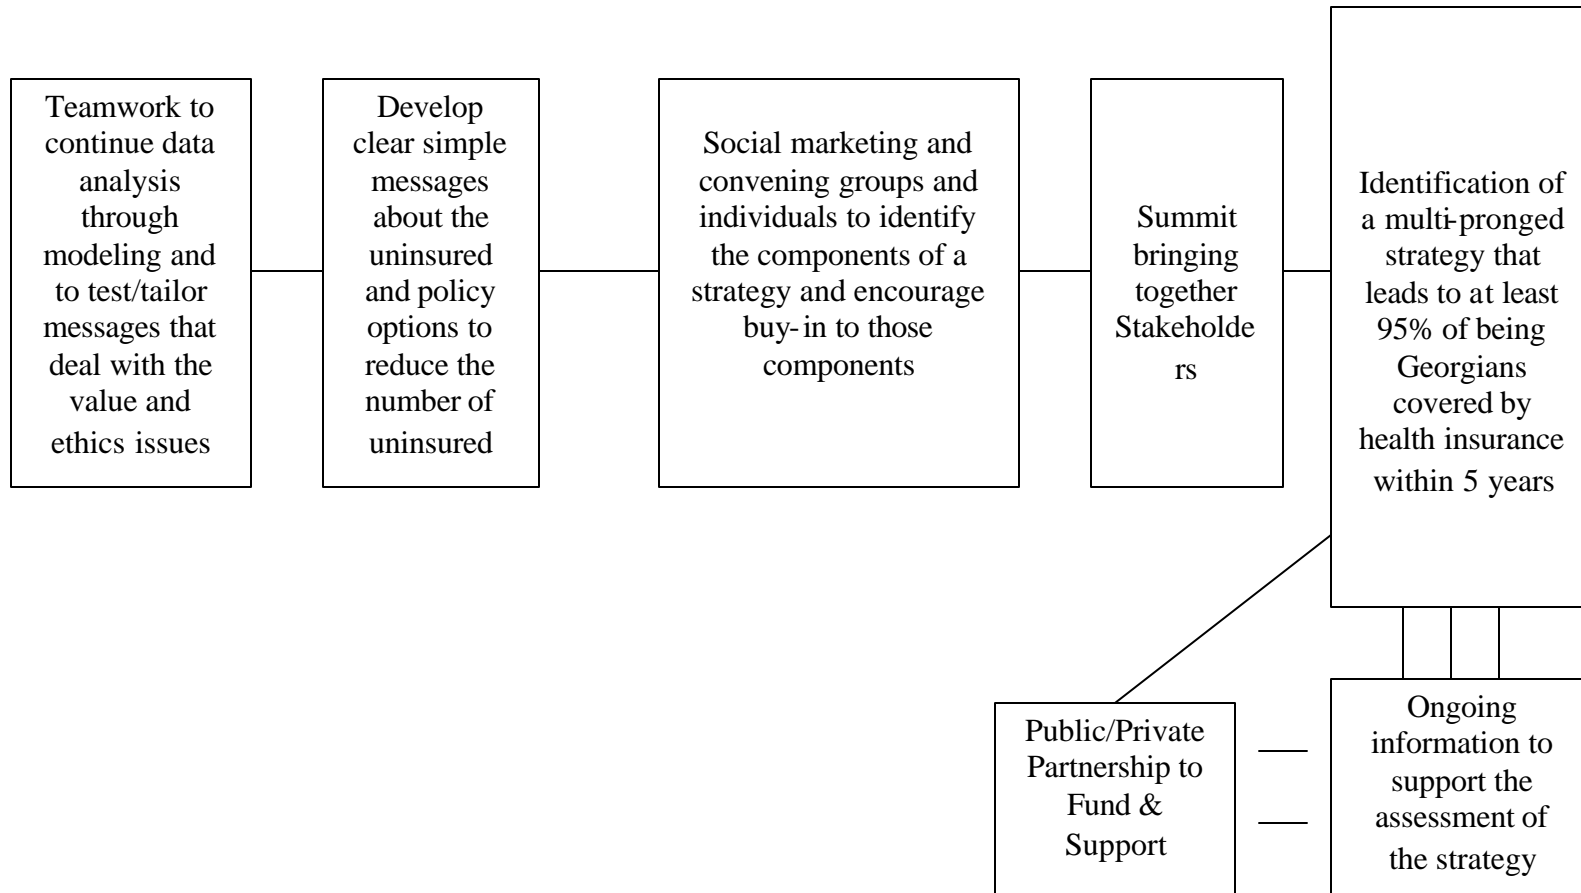 Teamwork to
continue data
analysis
through
modeling and
to test/tailor
messages that
deal with the
value and
ethics issues
Develop
clear simple
messages
about the
uninsured
and policy
options to
reduce the
number of
uninsured
Social marketing and
convening groups and
individuals to identify
the components of a
strategy and encourage
buy-in to those
components
Summit
bringing
together
Stakeholde
rs
Identification of
a multi-pronged
strategy that
leads to at least
95% of being
Georgians
covered by
health insurance
within 5 years
Public/Private
Partnership to
Fund &
Support
Ongoing
information to
support the
assessment of
the strategy